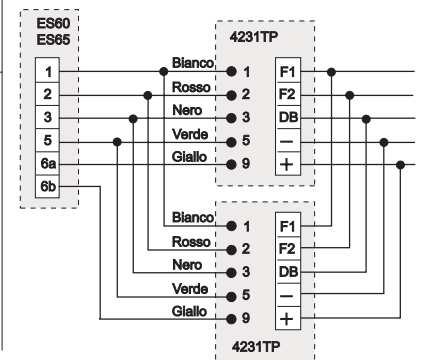 ES60
ES65
4231TP
1 Bianco 1 F1
2 Rosso 2 F2
3 Nero 3 DB
5 Verde 5 –
6a Giallo 9 +
6b
Bianco 1 F1
Rosso 2 F2
Nero 3 DB
Verde 5 –
Giallo 9 +
4231TP